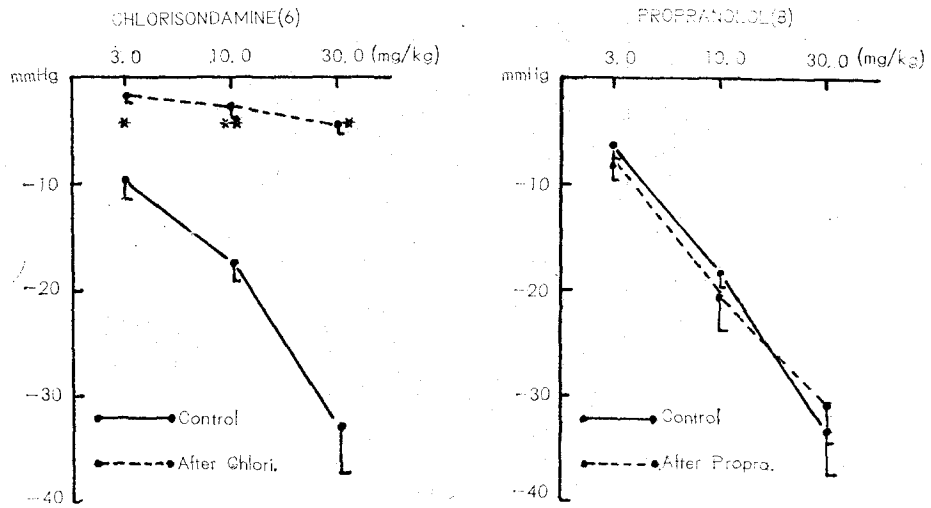 CHLORISONDAMINE(6)
3.0 10.0 30.0 (mg/kg)
mmHg
* ** *
-10
-20
-30
-40
Control
After Chlori.
PROPRANOLOL(8)
3.0 10.0 30.0 (mg/kg)
mmHg
-10
-20
-30
-40
Control
After Propra.